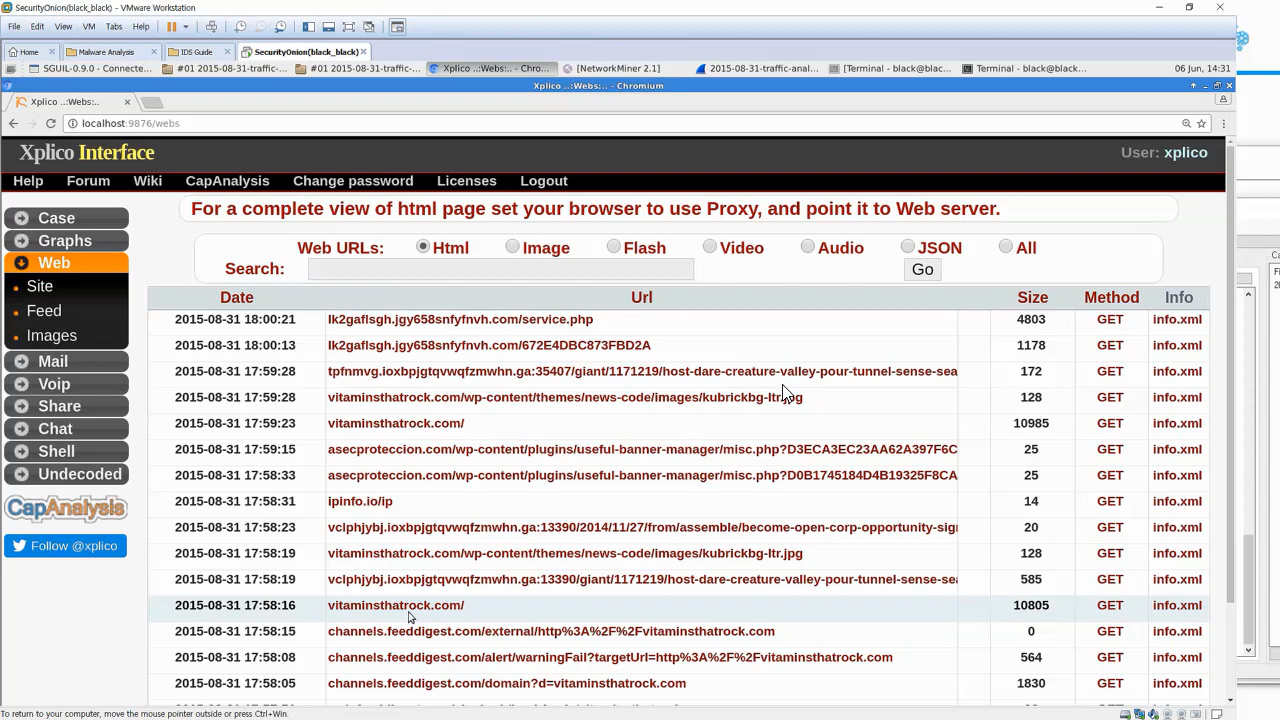 SecurityOnion(black_black) - VMware Workstation
File Edit View VM Tabs Help
Home Malware Analysis IDS Guide SecurityOnion(black_black)
SGUIL-0.9.0 - Connecte... #01 2015-08-31-traffic-... #01 2015-08-31-traffic-... Xplico ..:Webs:.. - Chro... [NetworkMiner 2.1] 2015-08-31-traffic-anal... [Terminal - black@blac... Terminal - black@blac... 06 Jun, 14:31
Xplico ..:Webs:.. - Chromium
Xplico ..:Webs:..
localhost:9876/webs
Xplico Interface User: xplico
Help Forum Wiki CapAnalysis Change password Licenses Logout
For a complete view of html page set your browser to use Proxy, and point it to Web server.
Case
Graphs
Web
Site
Feed
Images
Mail
Voip
Share
Chat
Shell
Undecoded
CapAnalysis
Follow @xplico
Web URLs: Html Image Flash Video Audio JSON All
Search: Go
Date Url Size Method Info
2015-08-31 18:00:21 lk2gaflsgh.jgy658snfyfnvh.com/service.php 4803 GET info.xml
2015-08-31 18:00:13 lk2gaflsgh.jgy658snfyfnvh.com/672E4DBC873FBD2A 1178 GET info.xml
2015-08-31 17:59:28 tpfnmvg.ioxbpjgtqvwqfzmwhn.ga:35407/giant/1171219/host-dare-creature-valley-pour-tunnel-sense-sea 172 GET info.xml
2015-08-31 17:59:28 vitaminsthatrock.com/wp-content/themes/news-code/images/kubrickbg-ltr.jpg 128 GET info.xml
2015-08-31 17:59:23 vitaminsthatrock.com/ 10985 GET info.xml
2015-08-31 17:59:15 asecproteccion.com/wp-content/plugins/useful-banner-manager/misc.php?D3ECA3EC23AA62A397F6C 25 GET info.xml
2015-08-31 17:58:33 asecproteccion.com/wp-content/plugins/useful-banner-manager/misc.php?D0B1745184D4B19325F8CA 25 GET info.xml
2015-08-31 17:58:31 ipinfo.io/ip 14 GET info.xml
2015-08-31 17:58:23 vclphjybj.ioxbpjgtqvwqfzmwhn.ga:13390/2014/11/27/from/assemble/become-open-corp-opportunity-sign 20 GET info.xml
2015-08-31 17:58:19 vitaminsthatrock.com/wp-content/themes/news-code/images/kubrickbg-ltr.jpg 128 GET info.xml
2015-08-31 17:58:19 vclphjybj.ioxbpjgtqvwqfzmwhn.ga:13390/giant/1171219/host-dare-creature-valley-pour-tunnel-sense-sea 585 GET info.xml
2015-08-31 17:58:16 vitaminsthatrock.com/ 10805 GET info.xml
2015-08-31 17:58:15 channels.feeddigest.com/external/http%3A%2F%2Fvitaminsthatrock.com 0 GET info.xml
2015-08-31 17:58:08 channels.feeddigest.com/alert/warningFail?targetUrl=http%3A%2F%2Fvitaminsthatrock.com 564 GET info.xml
2015-08-31 17:58:05 channels.feeddigest.com/domain?d=vitaminsthatrock.com 1830 GET info.xml
To return to your computer, move the mouse pointer outside or press Ctrl+Win.